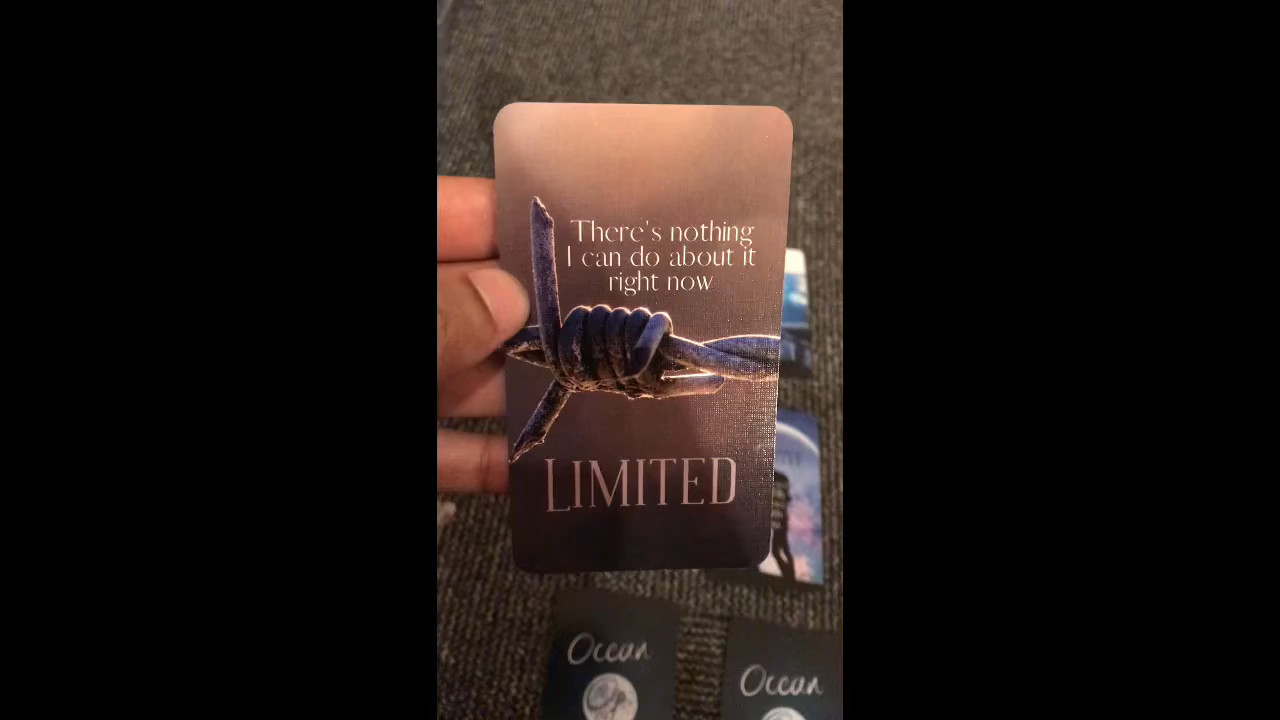 There's nothing
I can do about it
right now
LIMITED
Ocean
Ocean